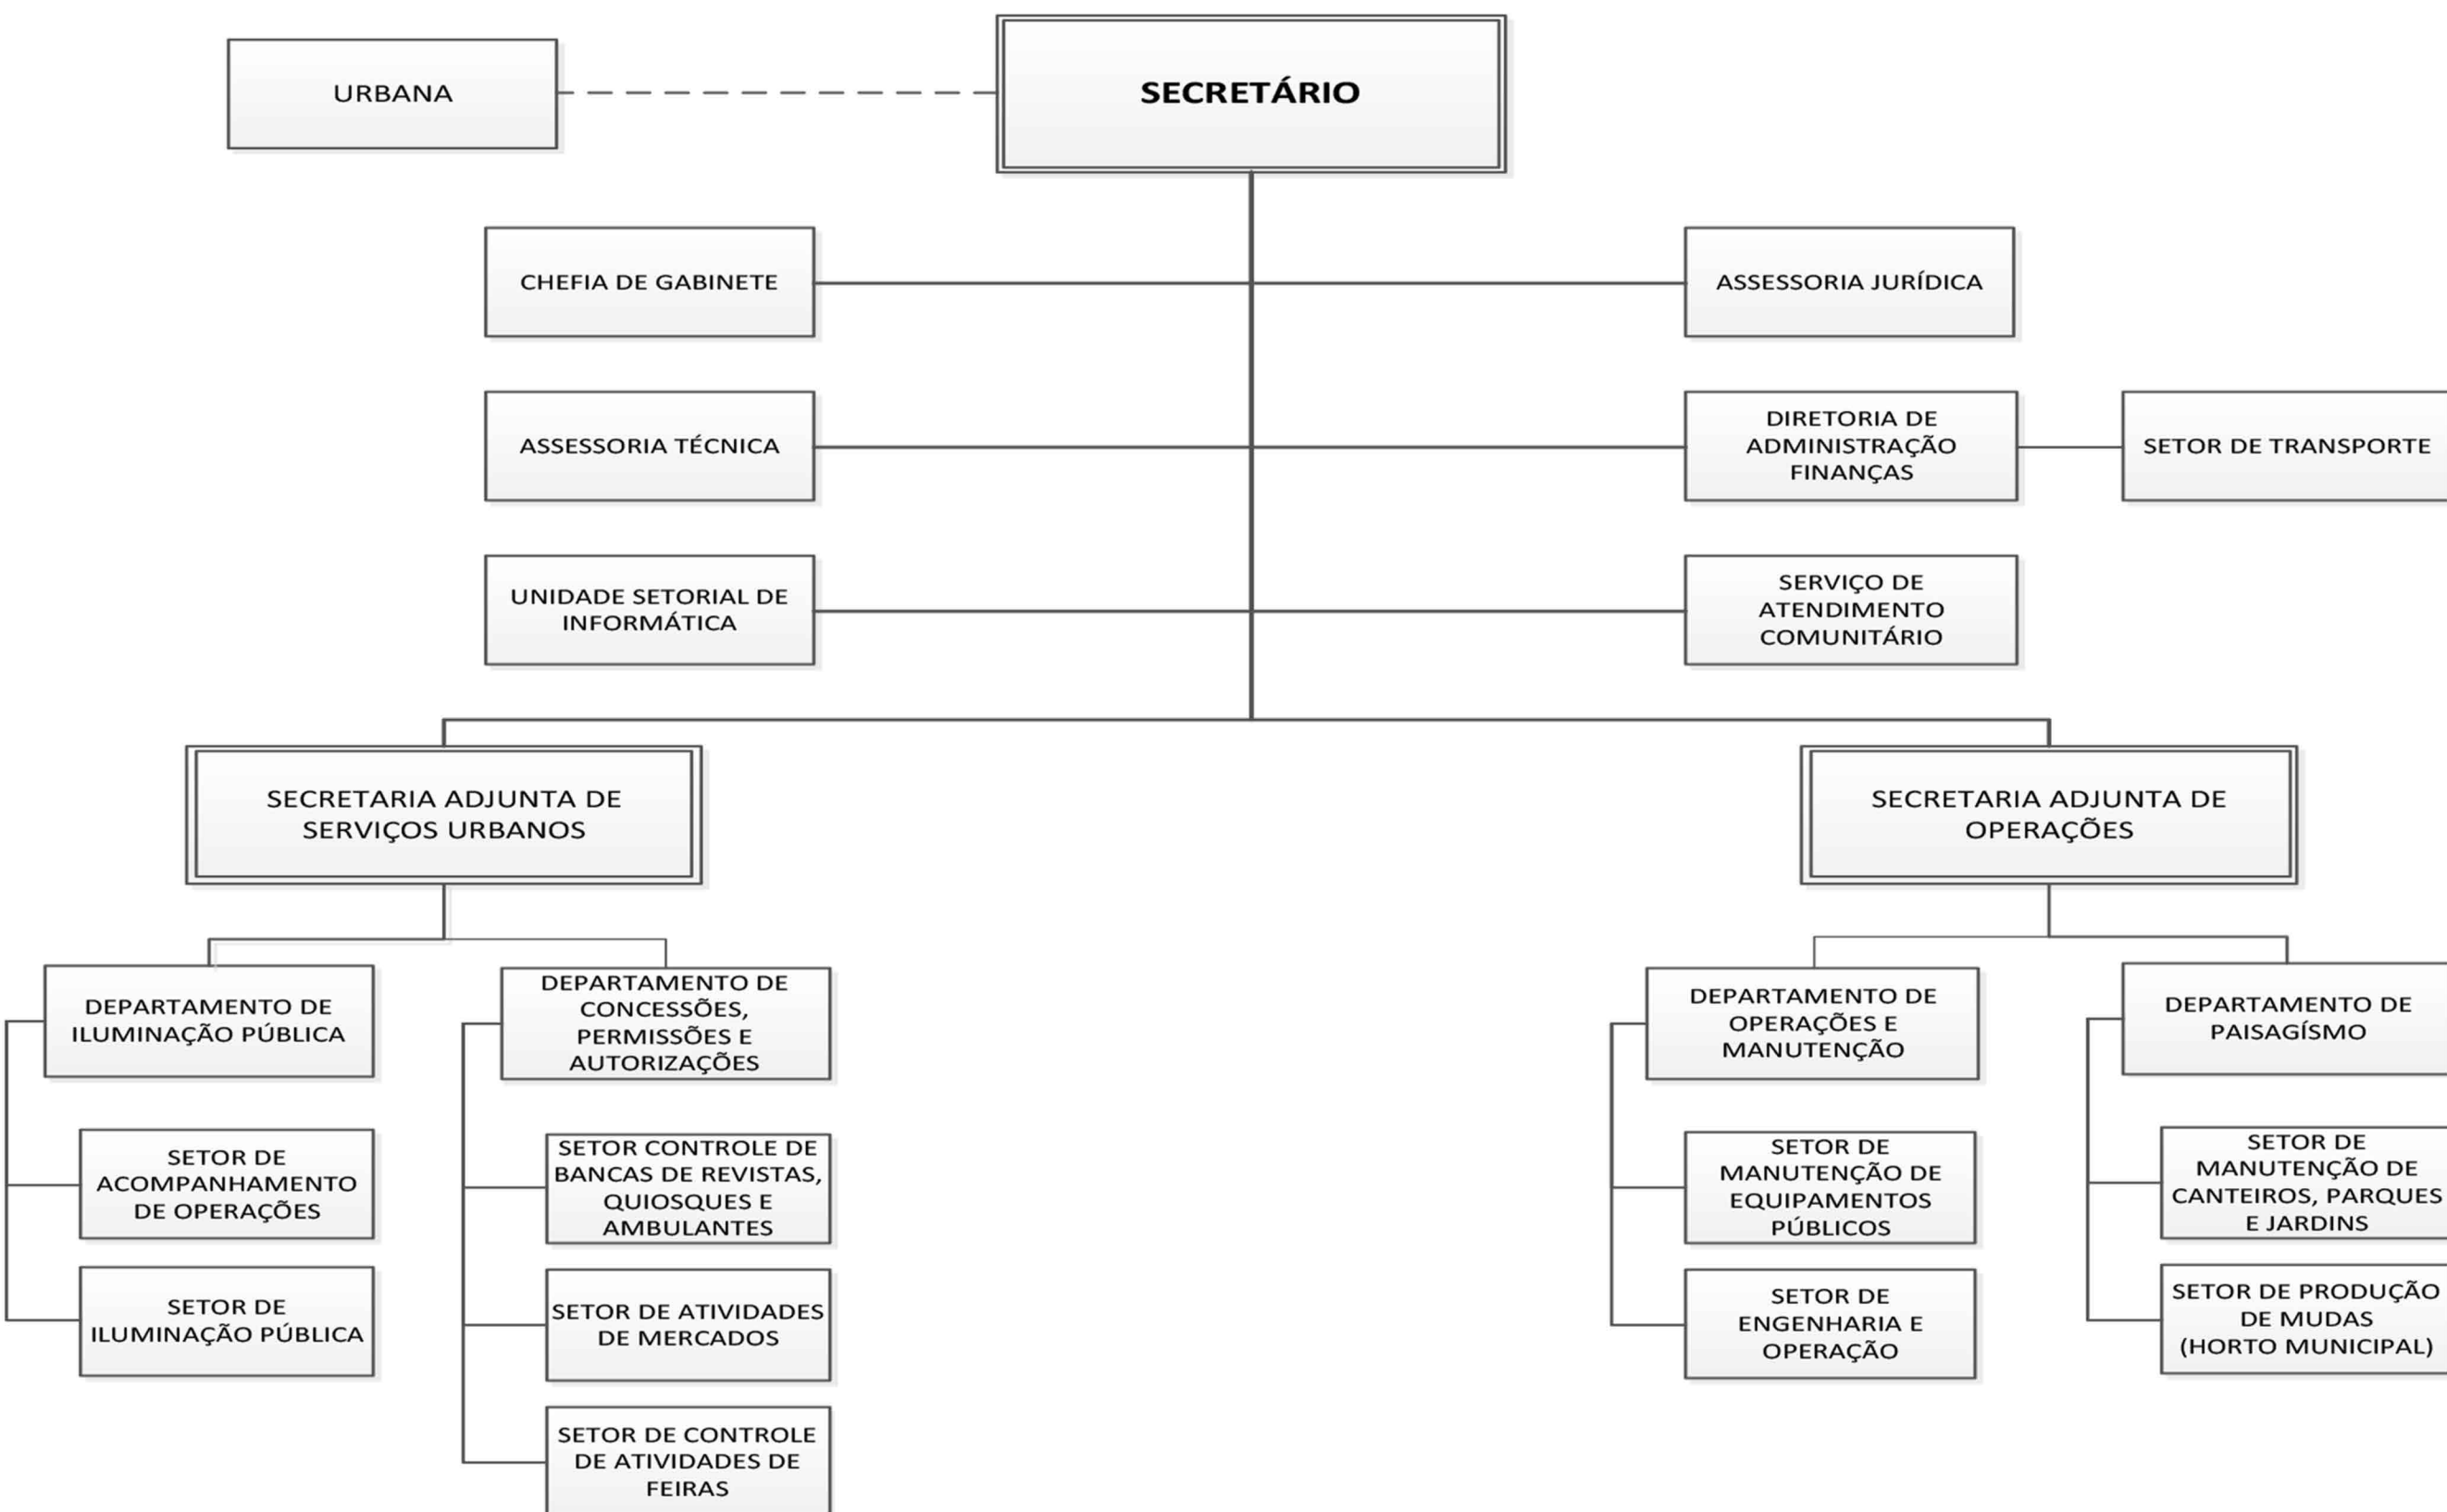 URBANA
SECRETÁRIO
CHEFIA DE GABINETE
ASSESSORIA JURÍDICA
ASSESSORIA TÉCNICA
DIRETORIA DE
ADMINISTRAÇÃO
FINANÇAS
SETOR DE TRANSPORTE
UNIDADE SETORIAL DE
INFORMÁTICA
SERVIÇO DE
ATENDIMENTO
COMUNITÁRIO
SECRETARIA ADJUNTA DE
SERVIÇOS URBANOS
SECRETARIA ADJUNTA DE
OPERAÇÕES
DEPARTAMENTO DE
ILUMINAÇÃO PÚBLICA
DEPARTAMENTO DE
CONCESSÕES,
PERMISSÕES E
AUTORIZAÇÕES
DEPARTAMENTO DE
OPERAÇÕES E
MANUTENÇÃO
DEPARTAMENTO DE
PAISAGÍSMO
SETOR DE
ACOMPANHAMENTO
DE OPERAÇÕES
SETOR CONTROLE DE
BANCAS DE REVISTAS,
QUIOSQUES E
AMBULANTES
SETOR DE
MANUTENÇÃO DE
EQUIPAMENTOS
PÚBLICOS
SETOR DE
MANUTENÇÃO DE
CANTEIROS, PARQUES
E JARDINS
SETOR DE
ILUMINAÇÃO PÚBLICA
SETOR DE ATIVIDADES
DE MERCADOS
SETOR DE
ENGENHARIA E
OPERAÇÃO
SETOR DE PRODUÇÃO
DE MUDAS
(HORTO MUNICIPAL)
SETOR DE CONTROLE
DE ATIVIDADES DE
FEIRAS